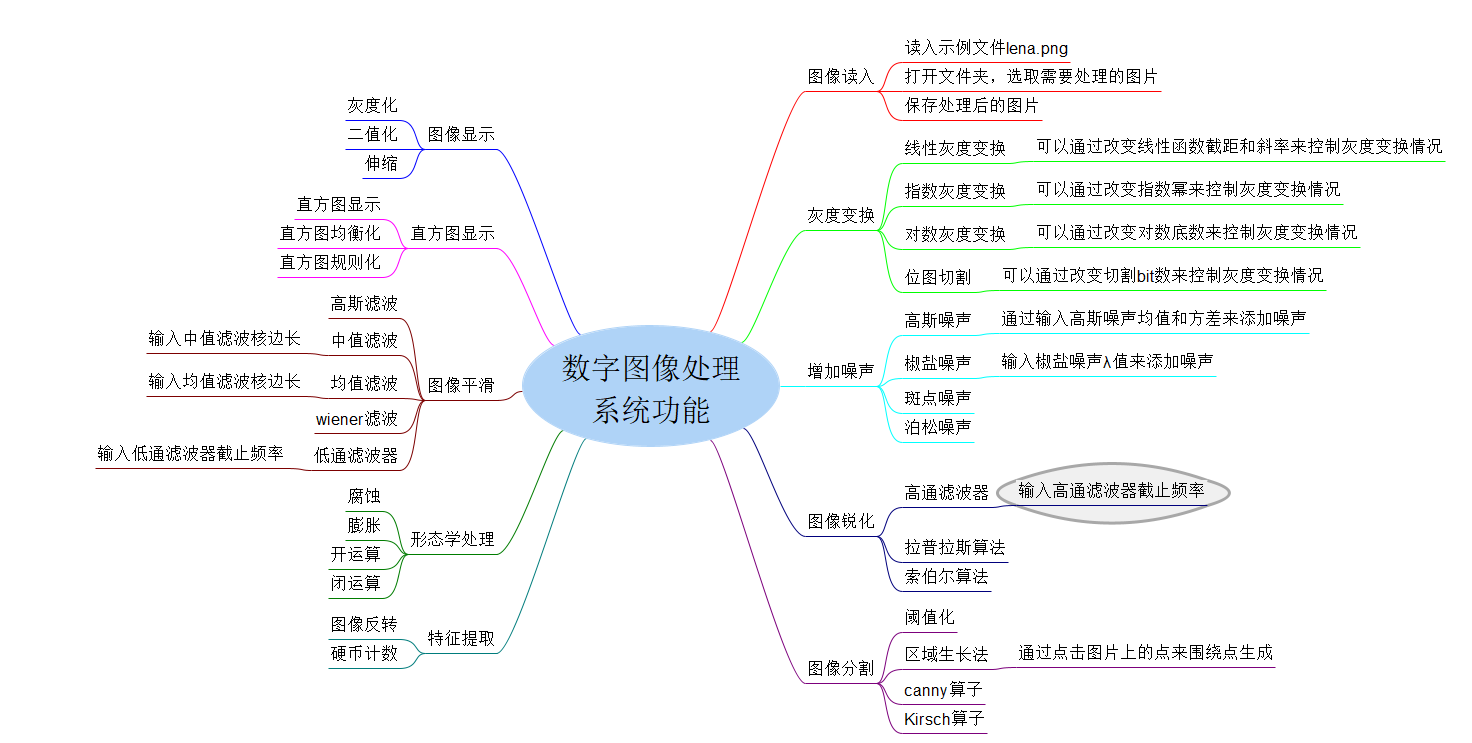 数字图像处理
系统功能
图像读入
读入示例文件lena.png
打开文件夹，选取需要处理的图片
保存处理后的图片
灰度变换
线性灰度变换
可以通过改变线性函数截距和斜率来控制灰度变换情况
指数灰度变换
可以通过改变指数幂来控制灰度变换情况
对数灰度变换
可以通过改变对数底数来控制灰度变换情况
位图切割
可以通过改变切割bit数来控制灰度变换情况
增加噪声
高斯噪声
通过输入高斯噪声均值和方差来添加噪声
椒盐噪声
输入椒盐噪声λ值来添加噪声
斑点噪声
泊松噪声
图像锐化
高通滤波器
输入高通滤波器截止频率
拉普拉斯算法
索伯尔算法
图像分割
阈值化
区域生长法
通过点击图片上的点来围绕点生成
canny算子
Kirsch算子
图像显示
灰度化
二值化
伸缩
直方图显示
直方图显示
直方图均衡化
直方图规则化
图像平滑
高斯滤波
中值滤波
输入中值滤波核边长
均值滤波
输入均值滤波核边长
wiener滤波
低通滤波器
输入低通滤波器截止频率
形态学处理
腐蚀
膨胀
开运算
闭运算
特征提取
图像反转
硬币计数